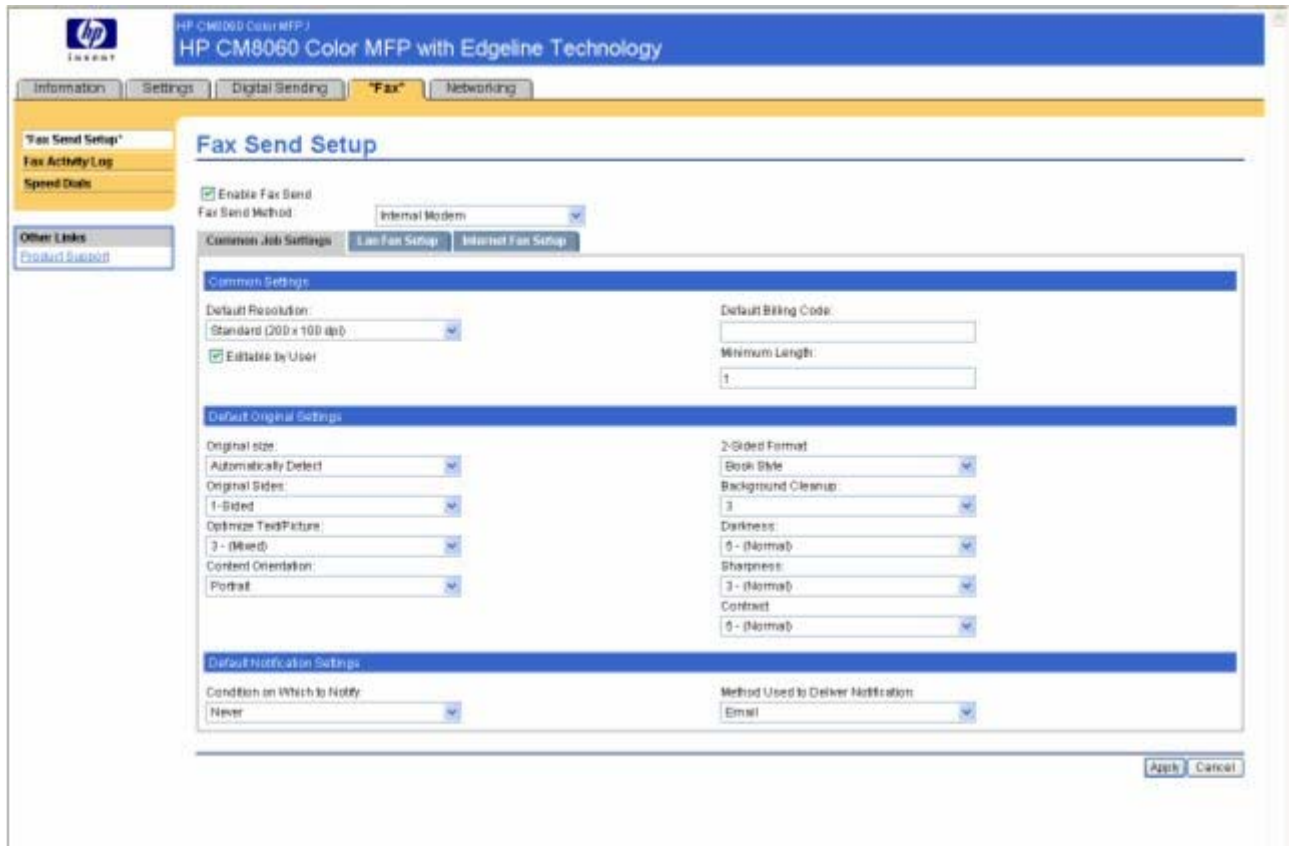 hp
invent
HP CM8060 Color MFP /
HP CM8060 Color MFP with Edgeline Technology
Information
Settings
Digital Sending
"Fax"
Networking
"Fax Send Setup"
Fax Activity Log
Speed Dials
Other Links
Product Support
Fax Send Setup
Enable Fax Send
Fax Send Method
Internal Modem
Common Job Settings
Lan Fax Setup
Internet Fax Setup
Common Settings
Default Resolution:
Standard (200 x 100 dpi)
Editable by User
Default Billing Code:
Minimum Length:
1
Default Original Settings
Original size:
Automatically Detect
Original Sides:
1-Sided
Optimize Text/Picture:
3 - (Mixed)
Content Orientation:
Portrait
2-Sided Format
Book Style
Background Cleanup:
3
Darkness:
5 - (Normal)
Sharpness:
3 - (Normal)
Contrast
5 - (Normal)
Default Notification Settings
Condition on Which to Notify
Never
Method Used to Deliver Notification:
Email
Apply
Cancel